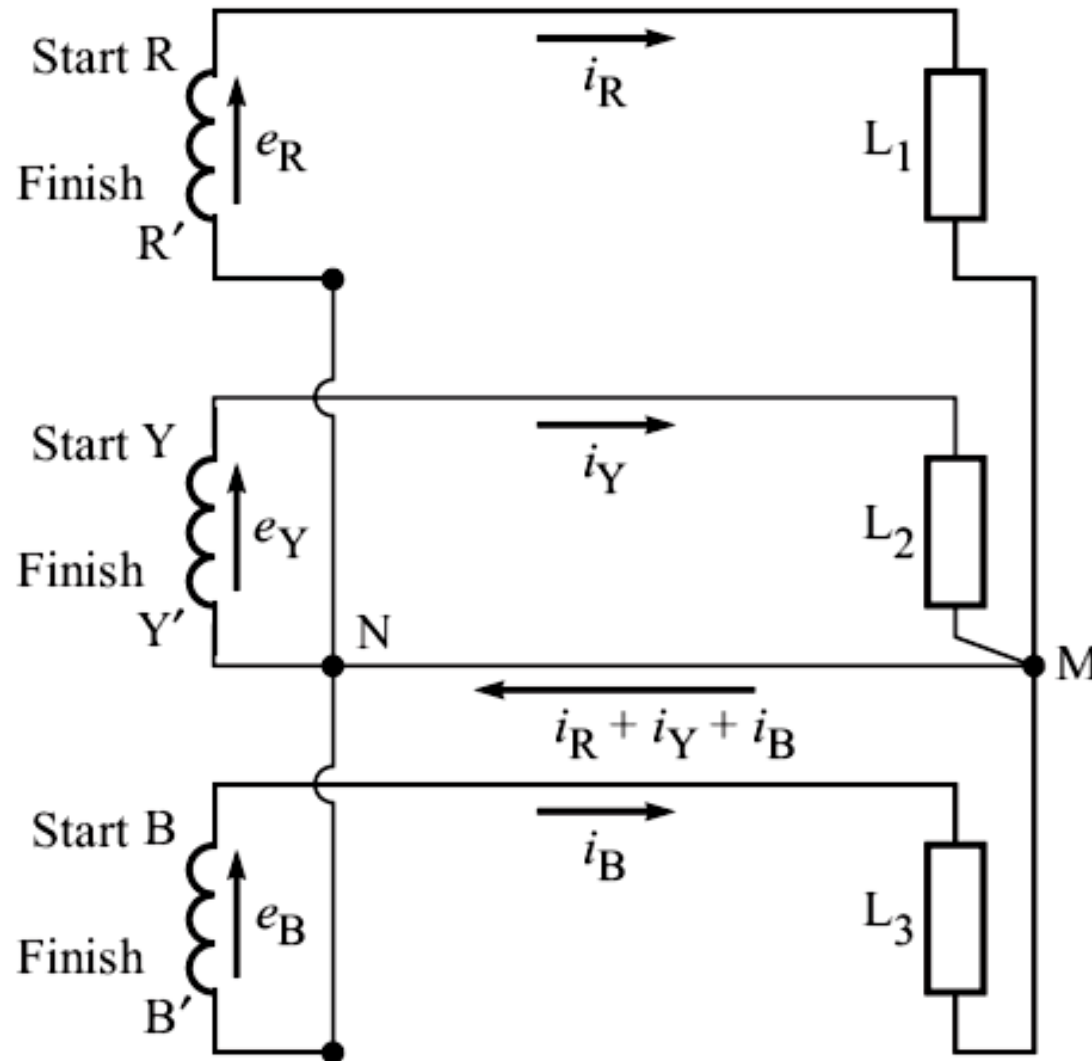 Start R
i_R
e_R
L_1
Finish
R′
Start Y
i_Y
e_Y
L_2
Finish
Y′
N
M
i_R + i_Y + i_B
Start B
i_B
e_B
L_3
Finish
B′